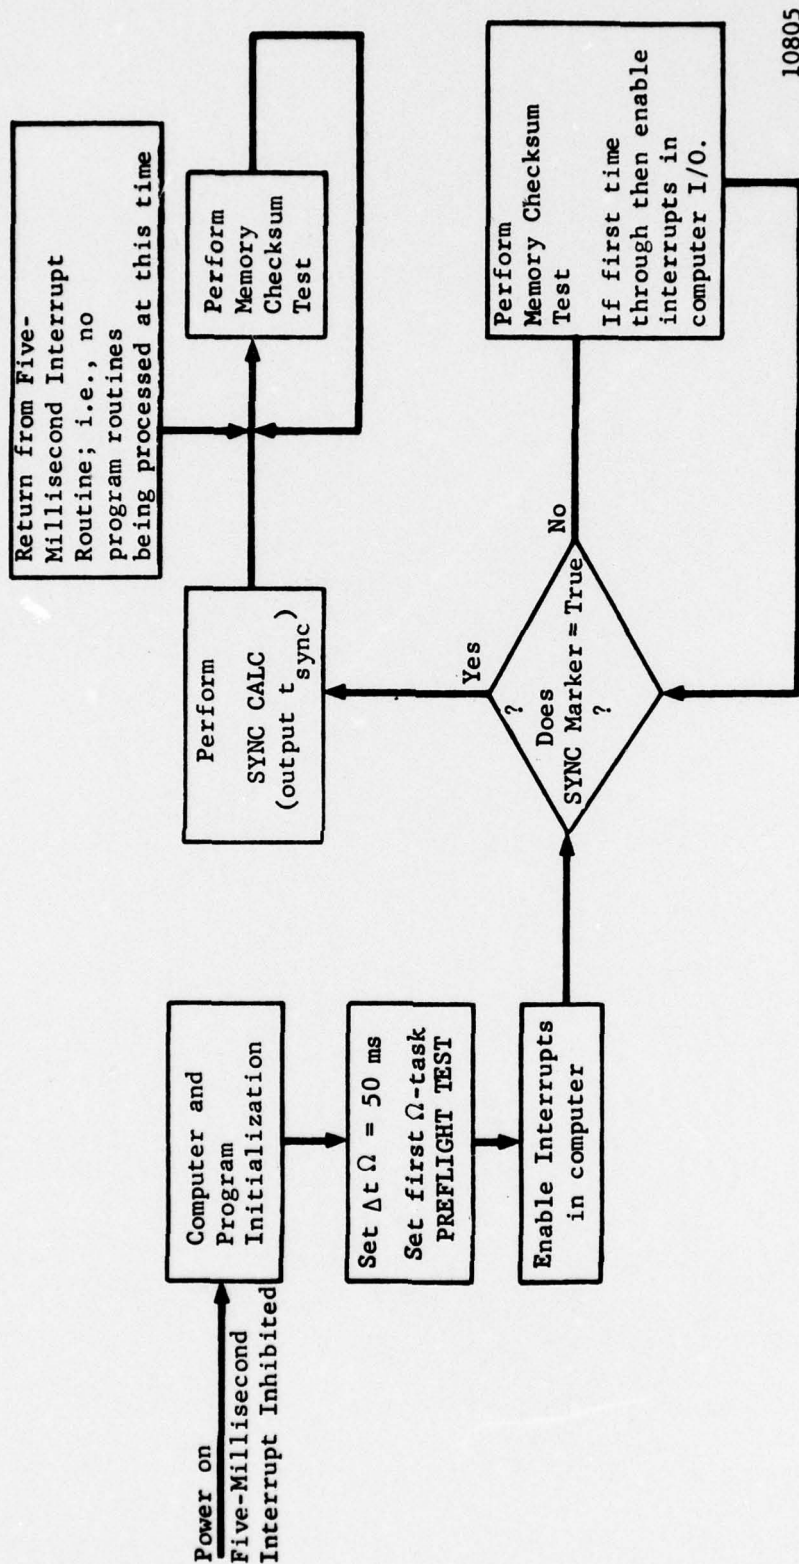 Power on
Five-Millisecond
Interrupt Inhibited
Computer and
Program
Initialization
Set Δt Ω = 50 ms
Set first Ω-task
PREFLIGHT TEST
Enable Interrupts
in computer
?
Does
SYNC Marker = True
?
Yes
No
Perform
SYNC CALC
(output t sync)
Return from Five-
Millisecond Interrupt
Routine; i.e., no
program routines
being processed at this time
Perform
Memory
Checksum
Test
Perform
Memory Checksum
Test
If first time
through then enable
interrupts in
computer I/O.
10805